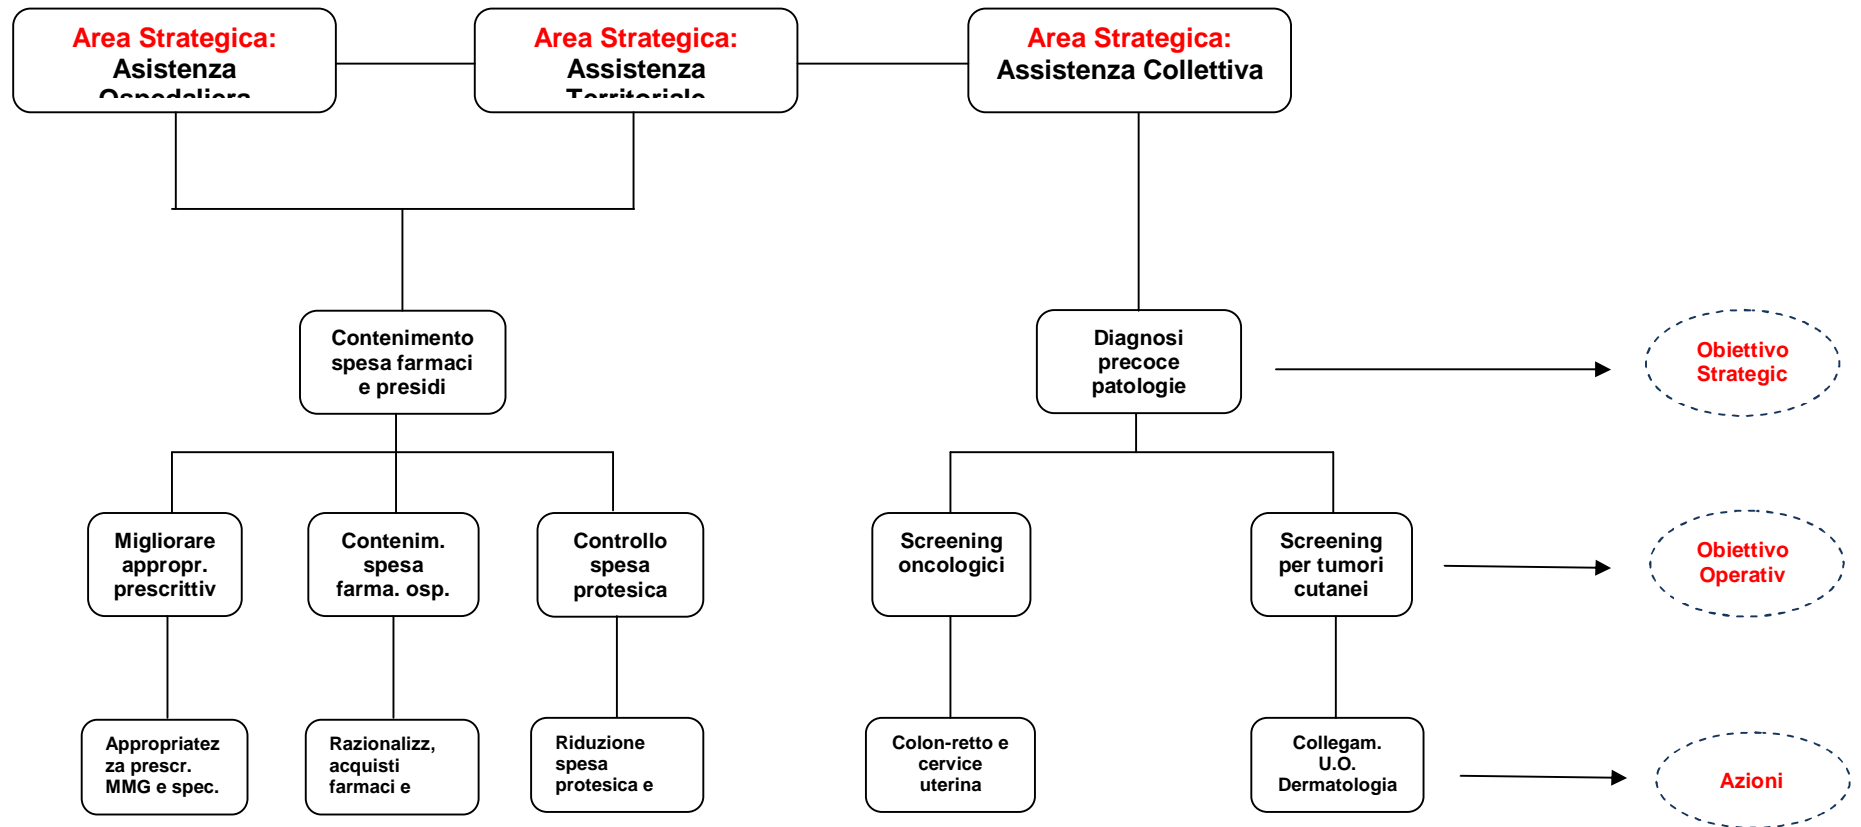 Area Strategica:
Asistenza
Ospedaliera
Area Strategica:
Assistenza
Territoriale
Area Strategica:
Assistenza Collettiva
Contenimento
spesa farmaci
e presidi
Diagnosi
precoce
patologie
Obiettivo
Strategic
Migliorare
appropr.
prescrittiv
Contenim.
spesa
farma. osp.
Controllo
spesa
protesica
Screening
oncologici
Screening
per tumori
cutanei
Obiettivo
Operativ
Appropriatez
za prescr.
MMG e spec.
Razionalizz,
acquisti
farmaci e
Riduzione
spesa
protesica e
Colon-retto e
cervice
uterina
Collegam.
U.O.
Dermatologia
Azioni